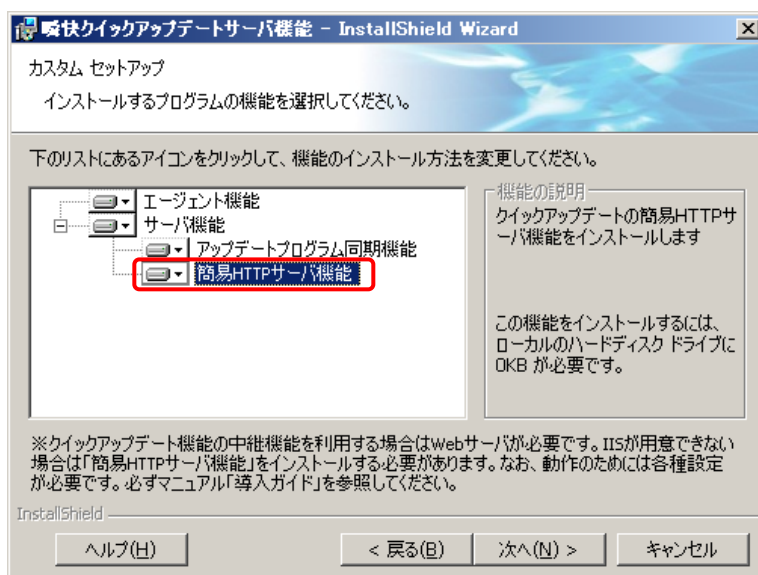 瞬快クイックアップデートサーバ機能 - InstallShield Wizard
カスタム セットアップ
インストールするプログラムの機能を選択してください。
下のリストにあるアイコンをクリックして、機能のインストール方法を変更してください。
エージェント機能
サーバ機能
アップデートプログラム同期機能
簡易HTTPサーバ機能
機能の説明
クイックアップデートの簡易HTTPサ
ーバ機能をインストールします
この機能をインストールするには、
ローカルのハードディスク ドライブに
0KB が必要です。
※クイックアップデート機能の中継機能を利用する場合はWebサーバが必要です。IISが用意できない
場合は「簡易HTTPサーバ機能」をインストールする必要があります。なお、動作のためには各種設定
が必要です。必ずマニュアル「導入ガイド」を参照してください。
InstallShield
ヘルプ(H)
< 戻る(B)
次へ(N) >
キャンセル